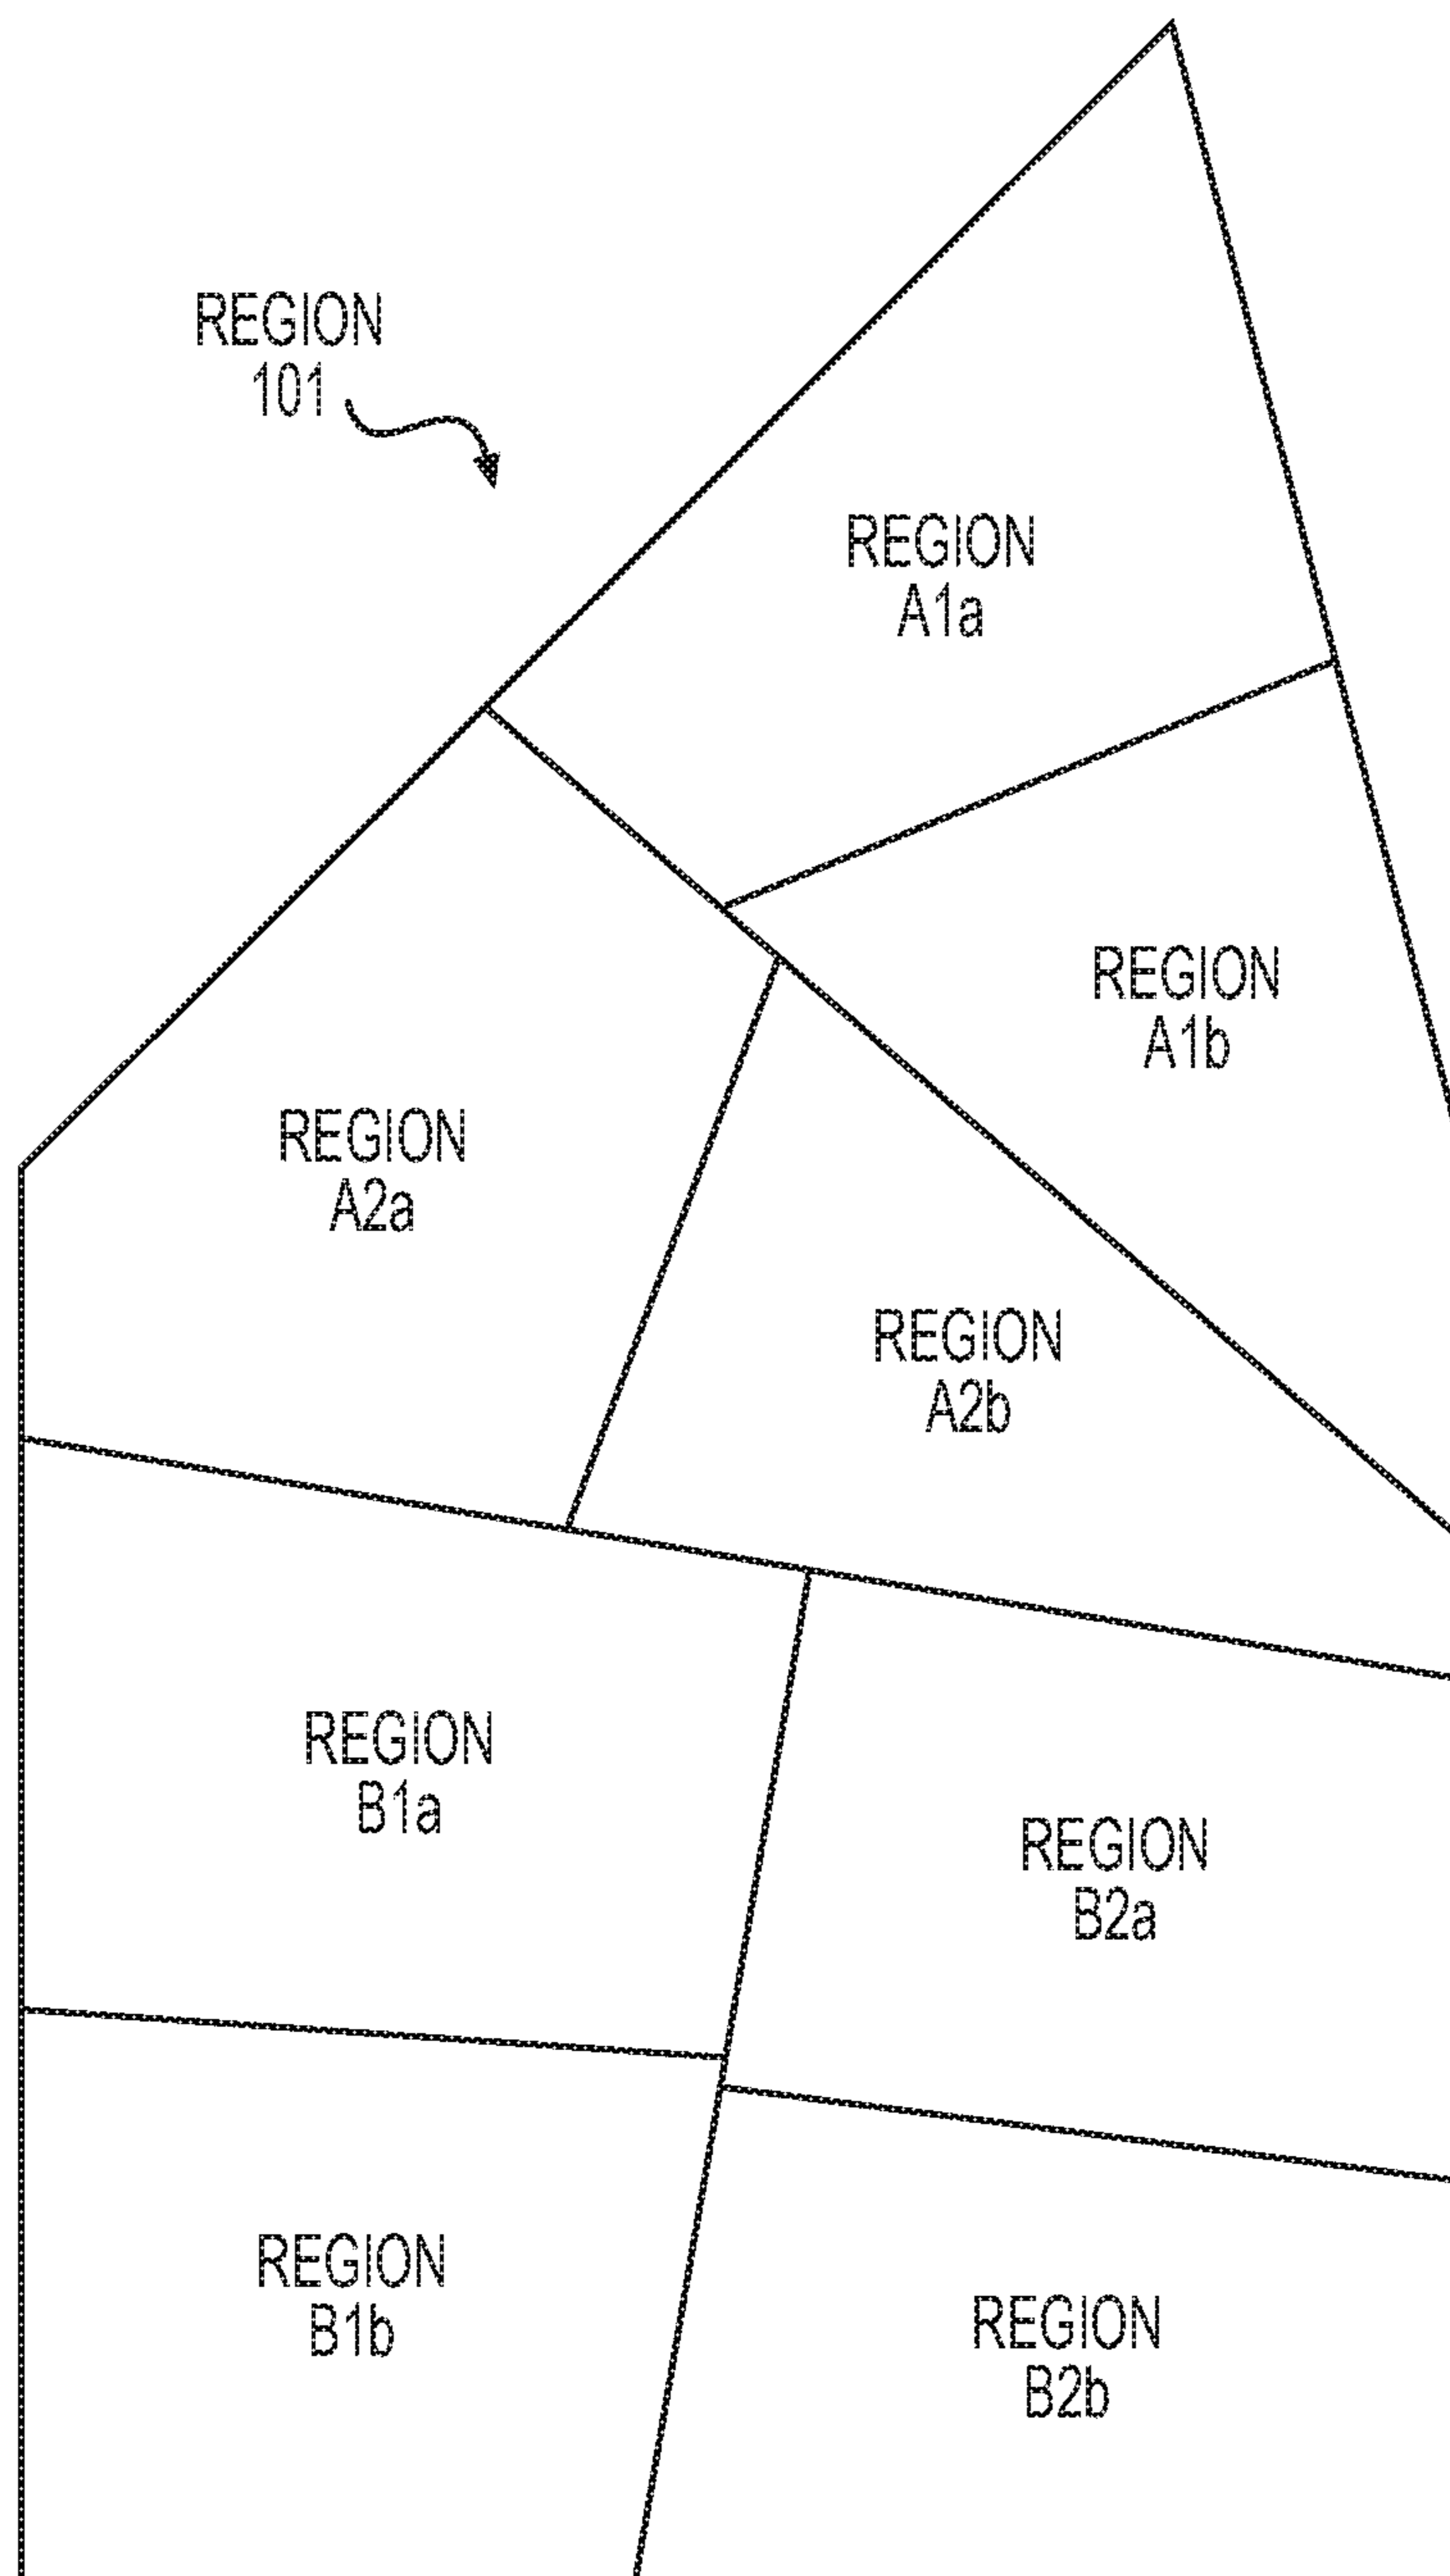 REGION
101
REGION
A1a
REGION
A1b
REGION
A2a
REGION
A2b
REGION
B1a
REGION
B2a
REGION
B1b
REGION
B2b